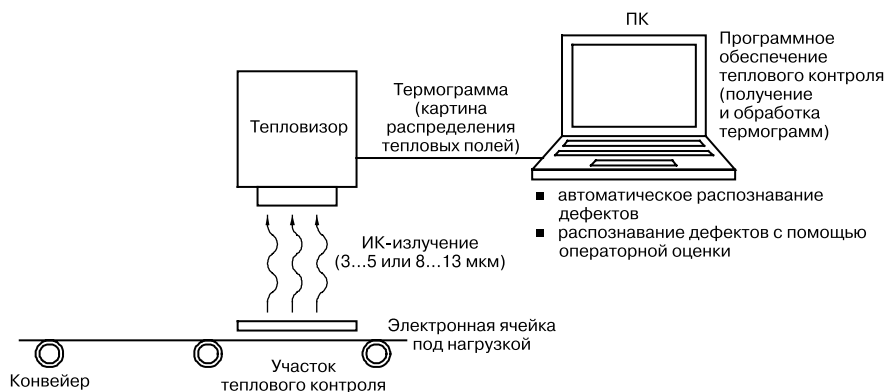 ПК
Программное
обеспечение
теплового контроля
(получение
и обработка
термограмм)
Тепловизор
Термограмма
(картина
распределения
тепловых полей)
▪ автоматическое распознавание
дефектов
▪ распознавание дефектов с помощью
операторной оценки
ИК-излучение
(3...5 или 8...13 мкм)
Электронная ячейка
под нагрузкой
Конвейер
Участок
теплового контроля